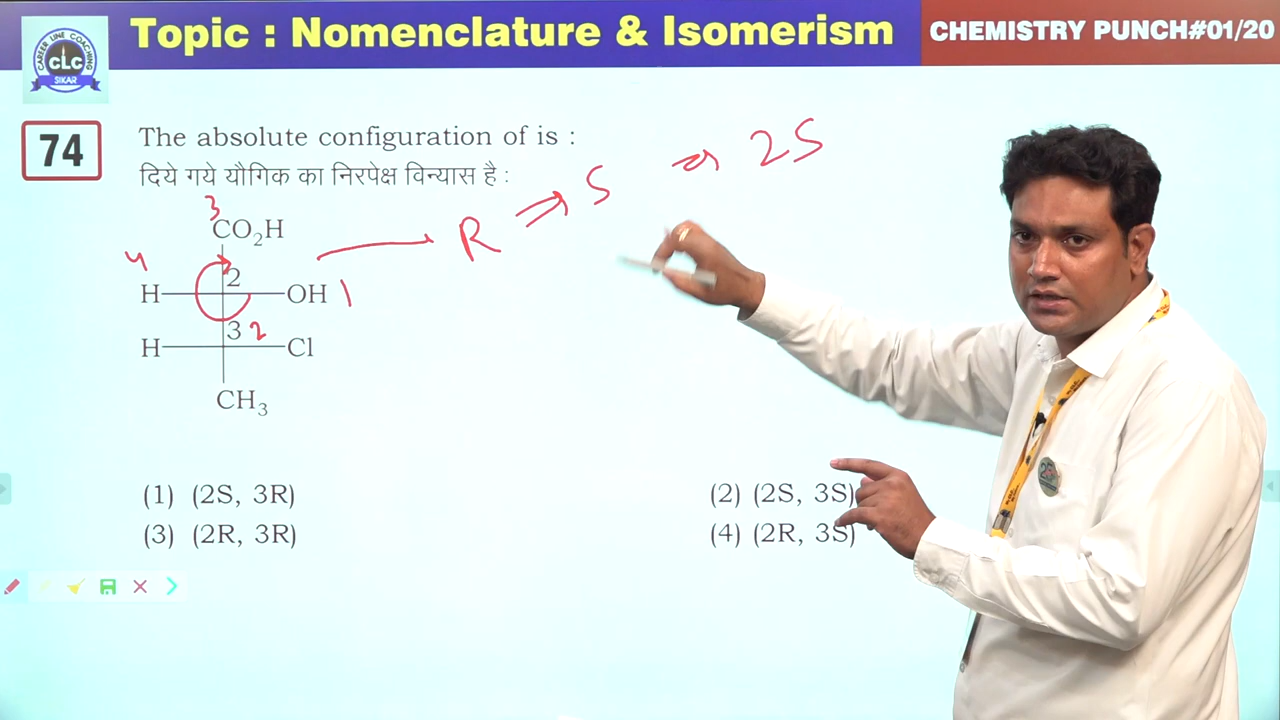 CAREER LINE COACHING
CLC
SIKAR
Topic : Nomenclature & Isomerism
CHEMISTRY PUNCH#01/20
74
The absolute configuration of is :
दिये गये यौगिक का निरपेक्ष विन्यास है :
3
CO₂H
4
2
H
OH
1
3
2
H
Cl
CH₃
R ⇒ S ⇒ 2S
(1) (2S, 3R)
(2) (2S, 3S)
(3) (2R, 3R)
(4) (2R, 3S)